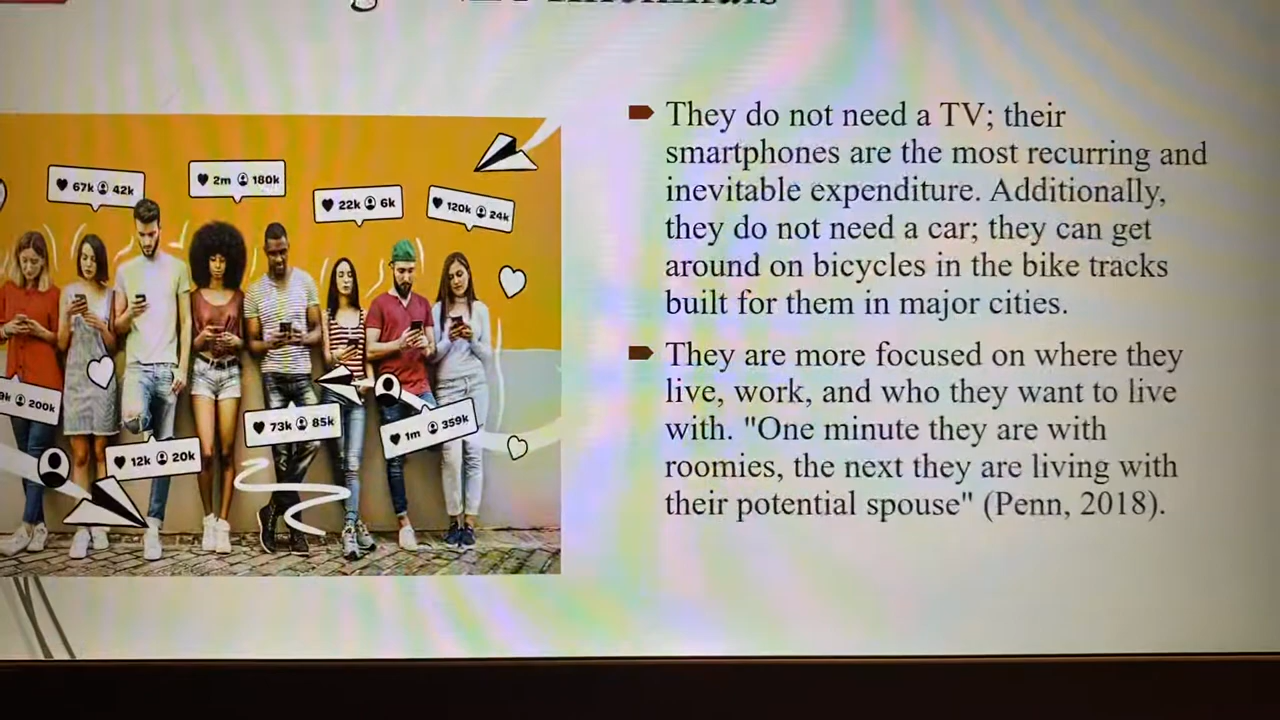 They do not need a TV; their
smartphones are the most recurring and
inevitable expenditure. Additionally,
they do not need a car; they can get
around on bicycles in the bike tracks
built for them in major cities.
They are more focused on where they
live, work, and who they want to live
with. "One minute they are with
roomies, the next they are living with
their potential spouse" (Penn, 2018).
67k 42k
2m 180k
22k 6k
120k 24k
200k
73k 85k
1m 359k
12k 20k